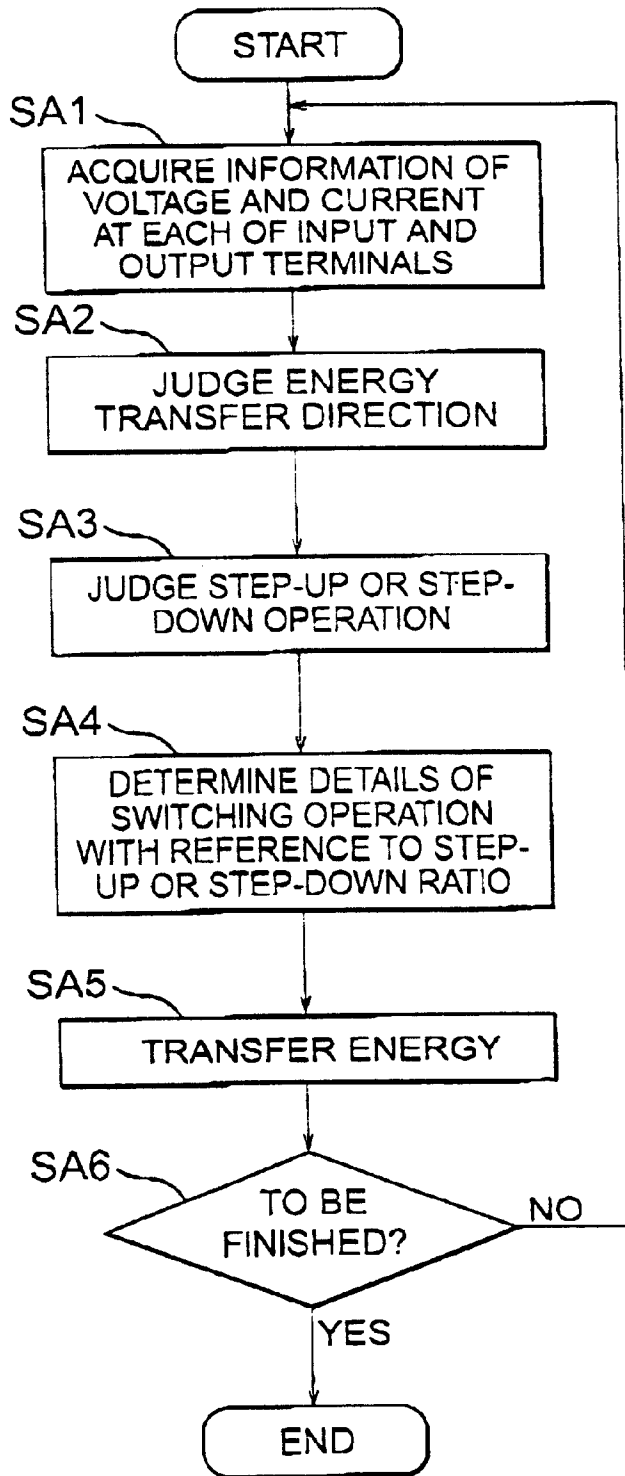 START
SA1
ACQUIRE INFORMATION OF
VOLTAGE AND CURRENT
AT EACH OF INPUT AND
OUTPUT TERMINALS
SA2
JUDGE ENERGY
TRANSFER DIRECTION
SA3
JUDGE STEP-UP OR STEP-
DOWN OPERATION
SA4
DETERMINE DETAILS OF
SWITCHING OPERATION
WITH REFERENCE TO STEP-
UP OR STEP-DOWN RATIO
SA5
TRANSFER ENERGY
SA6
TO BE
FINISHED?
NO
YES
END